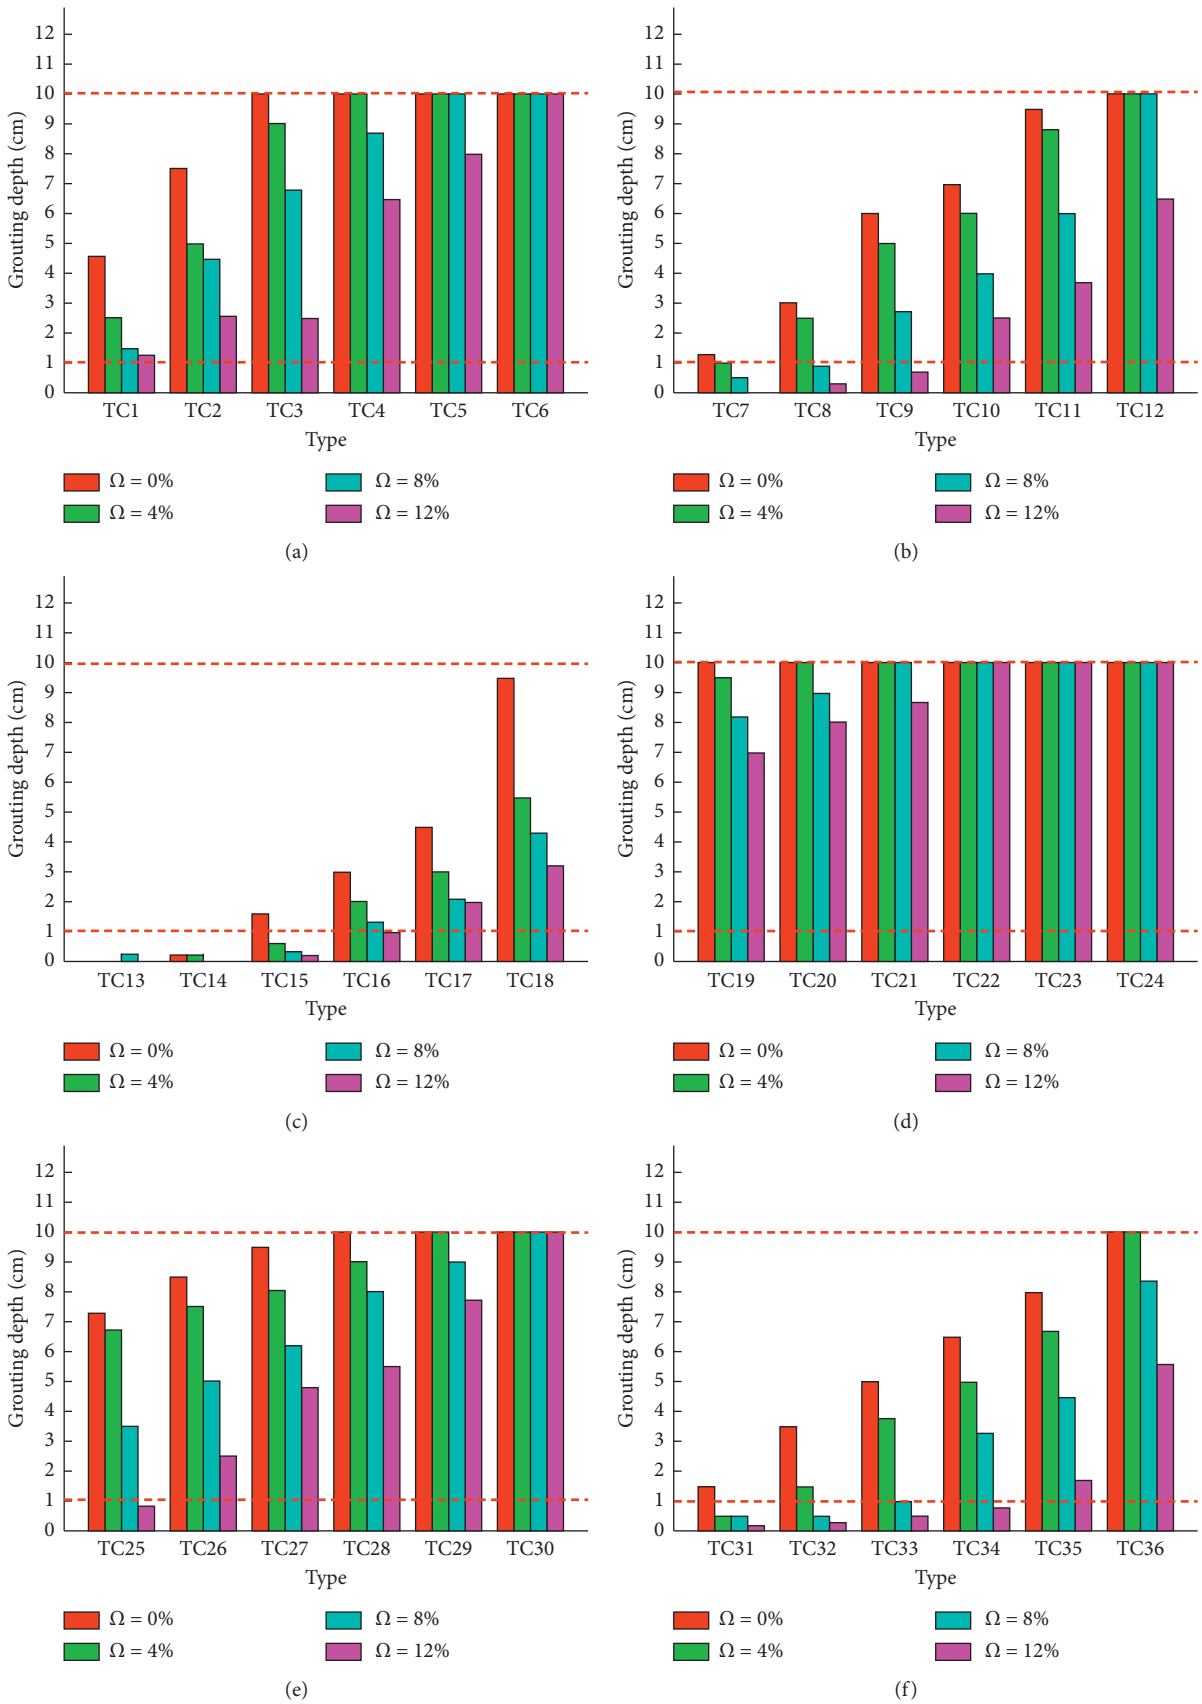 12
11
10
9
8
7
6
5
4
3
2
1
0
Grouting depth (cm)
TC1 TC2 TC3 TC4 TC5 TC6
Type
Ω = 0% Ω = 8%
Ω = 4% Ω = 12%
(a)
12
11
10
9
8
7
6
5
4
3
2
1
0
Grouting depth (cm)
TC7 TC8 TC9 TC10 TC11 TC12
Type
Ω = 0% Ω = 8%
Ω = 4% Ω = 12%
(b)
12
11
10
9
8
7
6
5
4
3
2
1
0
Grouting depth (cm)
TC13 TC14 TC15 TC16 TC17 TC18
Type
Ω = 0% Ω = 8%
Ω = 4% Ω = 12%
(c)
12
11
10
9
8
7
6
5
4
3
2
1
0
Grouting depth (cm)
TC19 TC20 TC21 TC22 TC23 TC24
Type
Ω = 0% Ω = 8%
Ω = 4% Ω = 12%
(d)
12
11
10
9
8
7
6
5
4
3
2
1
0
Grouting depth (cm)
TC25 TC26 TC27 TC28 TC29 TC30
Type
Ω = 0% Ω = 8%
Ω = 4% Ω = 12%
(e)
12
11
10
9
8
7
6
5
4
3
2
1
0
Grouting depth (cm)
TC31 TC32 TC33 TC34 TC35 TC36
Type
Ω = 0% Ω = 8%
Ω = 4% Ω = 12%
(f)